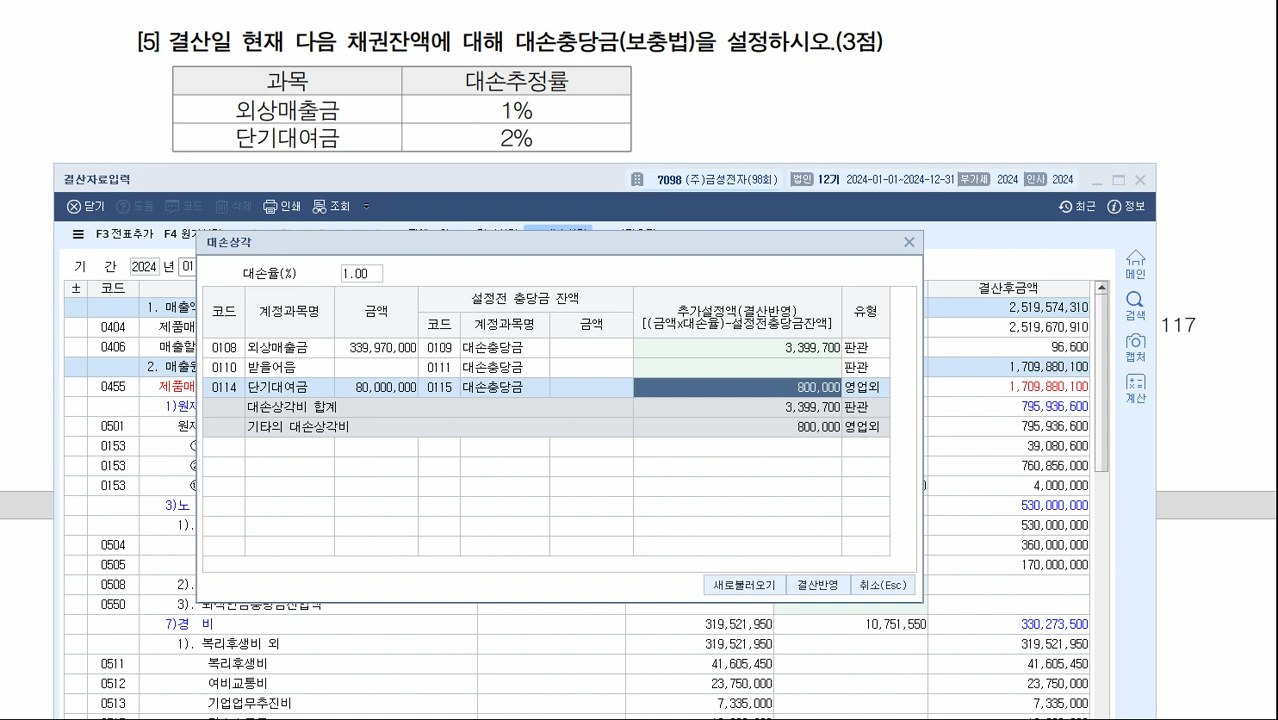 [5] 결산일 현재 다음 채권잔액에 대해 대손충당금(보충법)을 설정하시오.(3점)
과목 대손추정률
외상매출금 1%
단기대여금 2%
결산자료입력 7098 (주)금성전자(98회) 법인 12기 2024-01-01~2024-12-31 부가세 2024 인사 2024
닫기 도움 코드 삭제 인쇄 조회 최근 정보
F3 전표추가 F4
기 간 2024 년 01
± 코드 결산후금액
대손상각
대손율(%) 1.00
코드 계정과목명 금액 설정전 충당금 잔액 추가설정액(결산반영) 유형
코드 계정과목명 금액 [(금액x대손율)-설정전충당금잔액]
0108 외상매출금 339,970,000 0109 대손충당금 3,399,700 판관
0110 받을어음 0111 대손충당금 판관
0114 단기대여금 80,000,000 0115 대손충당금 800,000 영업외
대손상각비 합계 3,399,700 판관
기타의 대손상각비 800,000 영업외
새로불러오기 결산반영 취소(Esc)
1. 매출 2,519,574,310
0404 제품매 2,519,670,910
0406 매출할 96,600
2. 매출 1,709,880,100
0455 제품매 1,709,880,100
1)원 795,936,600
0501 원 795,936,600
0153 39,080,600
0153 760,856,000
0153 4,000,000
3)노 530,000,000
1). 530,000,000
0504 360,000,000
0505 170,000,000
0508 2).
0550 3). 퇴직연금충당금전입액
7)경 비 319,521,950 10,751,550 330,273,500
1). 복리후생비 외 319,521,950 319,521,950
0511 복리후생비 41,605,450 41,605,450
0512 여비교통비 23,750,000 23,750,000
0513 기업업무추진비 7,335,000 7,335,000
메인
검색
캡처
계산
117